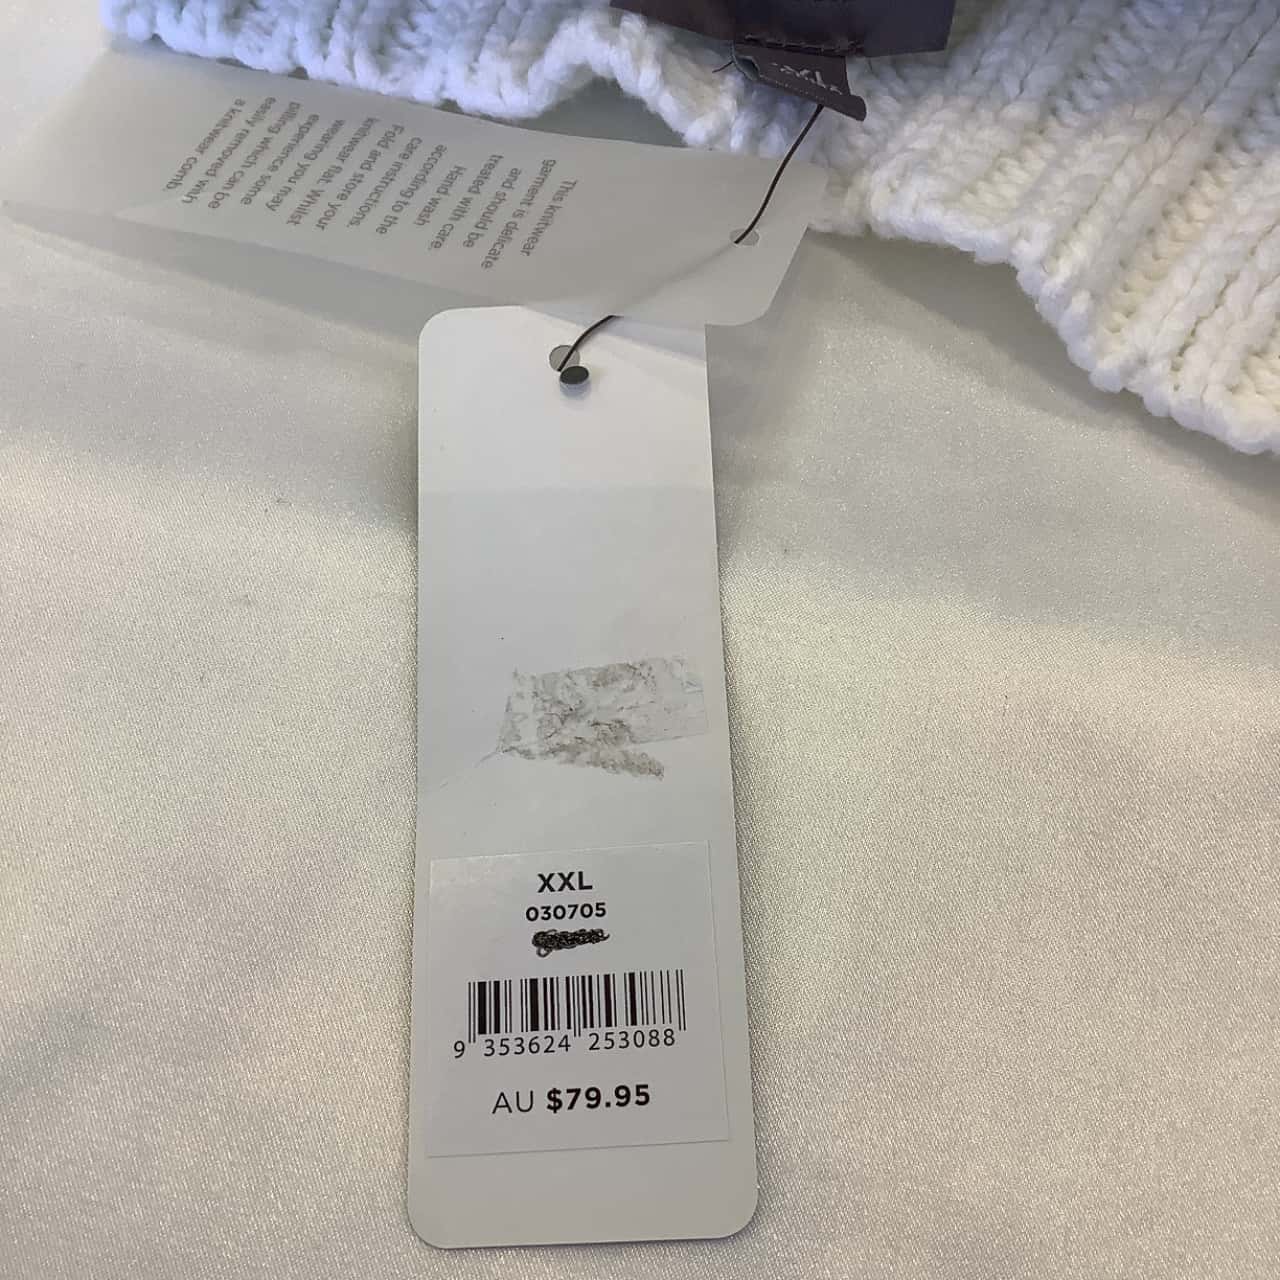 XXL
This knitwear
garment is delicate
and should be
treated with care.
Hand wash
according to the
care instructions.
Fold and store your
knitwear flat. Whilst
wearing you may
experience some
pilling which can be
easily removed with
a knitwear comb.
XXL
030705
9 353624 253088
AU $79.95